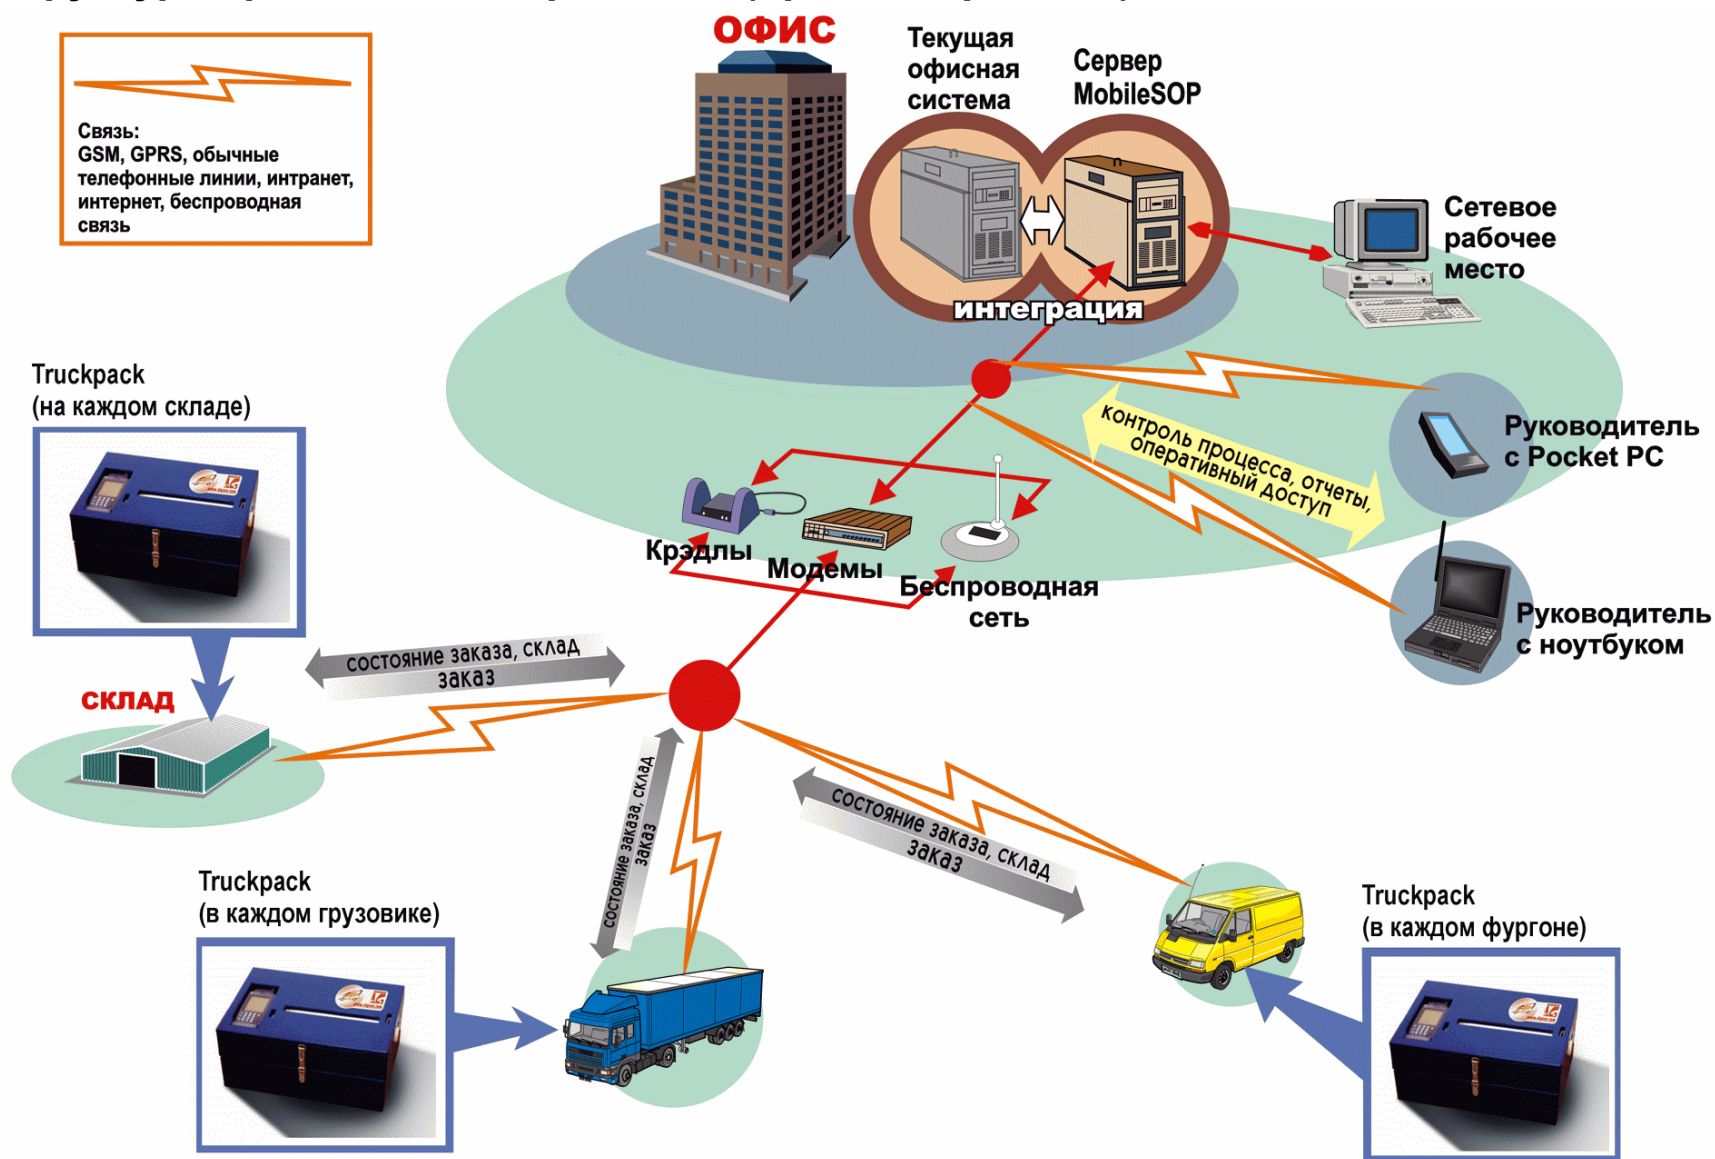 ОФИС
Связь:
GSM, GPRS, обычные
телефонные линии, интранет,
интернет, беспроводная
связь
Текущая
офисная
система
Сервер
MobileSOP
интеграция
Сетевое
рабочее
место
Truckpack
(на каждом складе)
контроль процесса, отчеты,
оперативный доступ
Руководитель
с Pocket PC
Крэдлы
Модемы
Беспроводная
сеть
Руководитель
с ноутбуком
состояние заказа, склад
заказ
СКЛАД
состояние заказа, склад
заказ
состояние заказа, склад
заказ
Truckpack
(в каждом грузовике)
Truckpack
(в каждом фургоне)